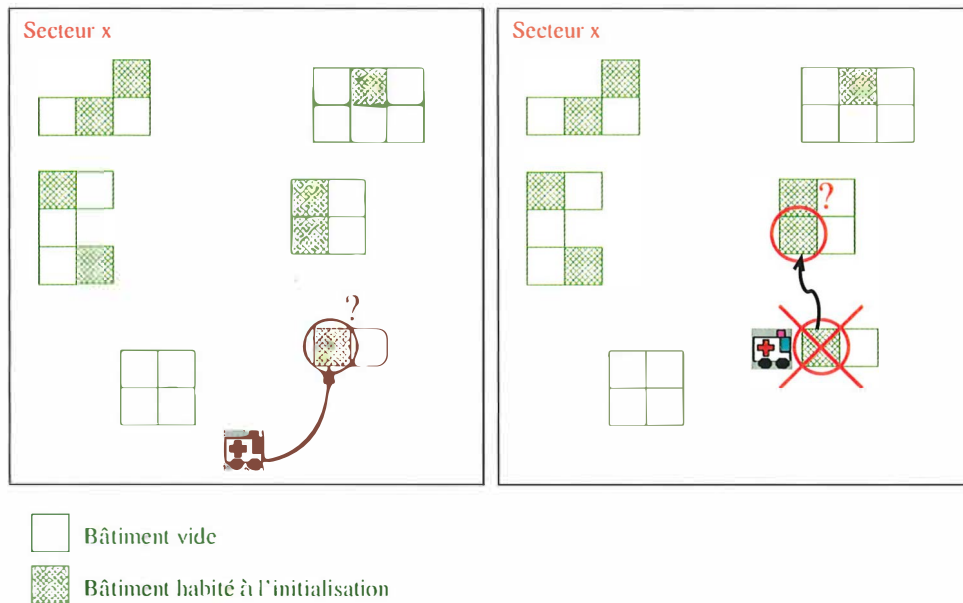 Secteur x
Secteur x
?
?
Bâtiment vide
Bâtiment habité à l'initialisation